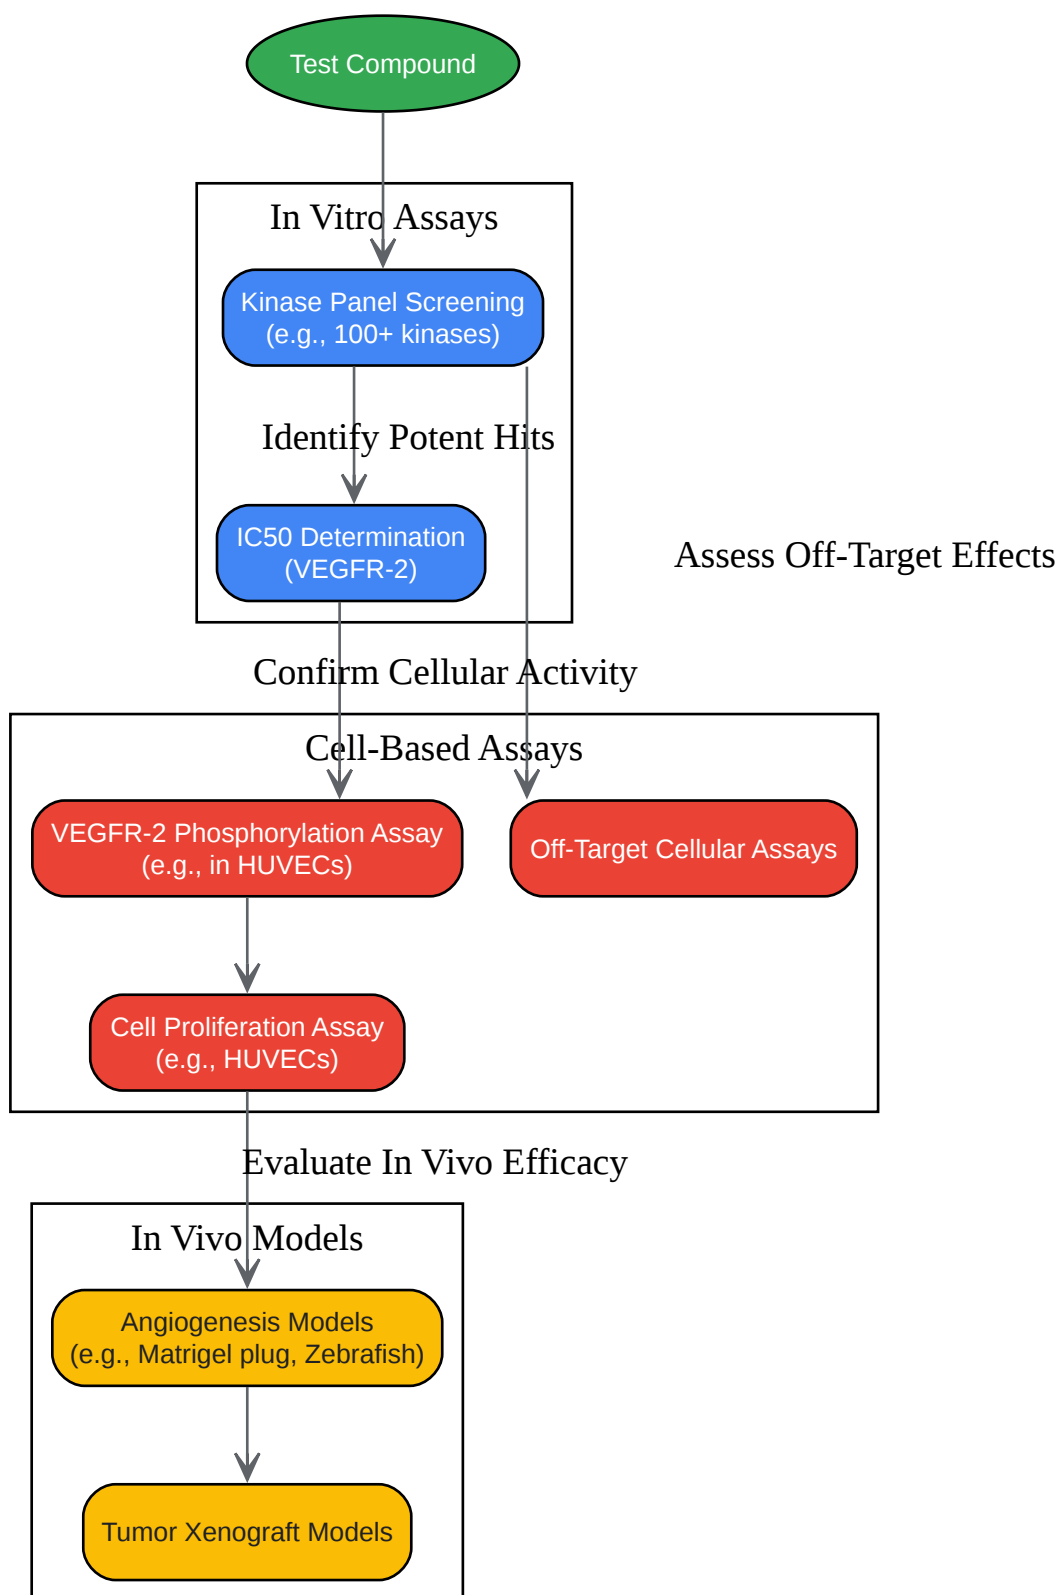 Test Compound
In Vitro Assays
Kinase Panel Screening
(e.g., 100+ kinases)
Identify Potent Hits
IC50 Determination
(VEGFR-2)
Assess Off-Target Effects
Confirm Cellular Activity
Cell-Based Assays
VEGFR-2 Phosphorylation Assay
(e.g., in HUVECs)
Off-Target Cellular Assays
Cell Proliferation Assay
(e.g., HUVECs)
Evaluate In Vivo Efficacy
In Vivo Models
Angiogenesis Models
(e.g., Matrigel plug, Zebrafish)
Tumor Xenograft Models